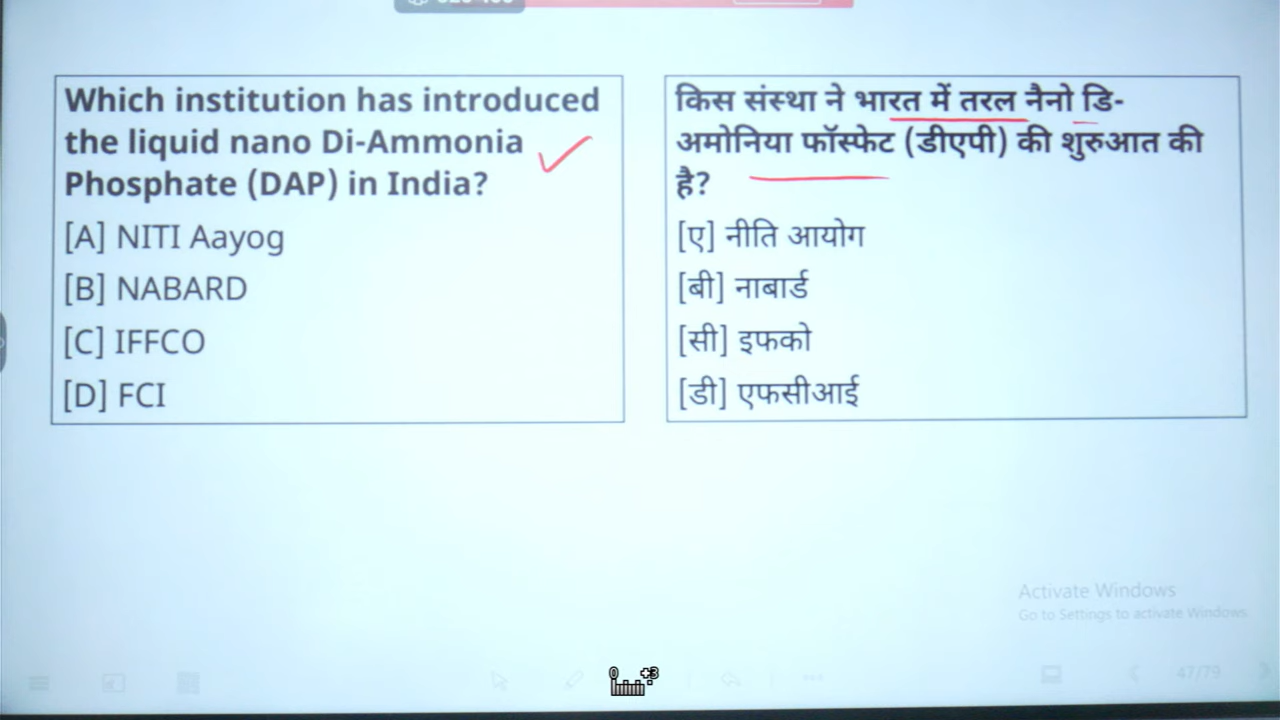 Which institution has introduced
the liquid nano Di-Ammonia
Phosphate (DAP) in India?
[A] NITI Aayog
[B] NABARD
[C] IFFCO
[D] FCI
किस संस्था ने भारत में तरल नैनो डि-
अमोनिया फॉस्फेट (डीएपी) की शुरुआत की
है?
[ए] नीति आयोग
[बी] नाबार्ड
[सी] इफको
[डी] एफसीआई
Activate Windows
Go to Settings to activate Windows.
47/79